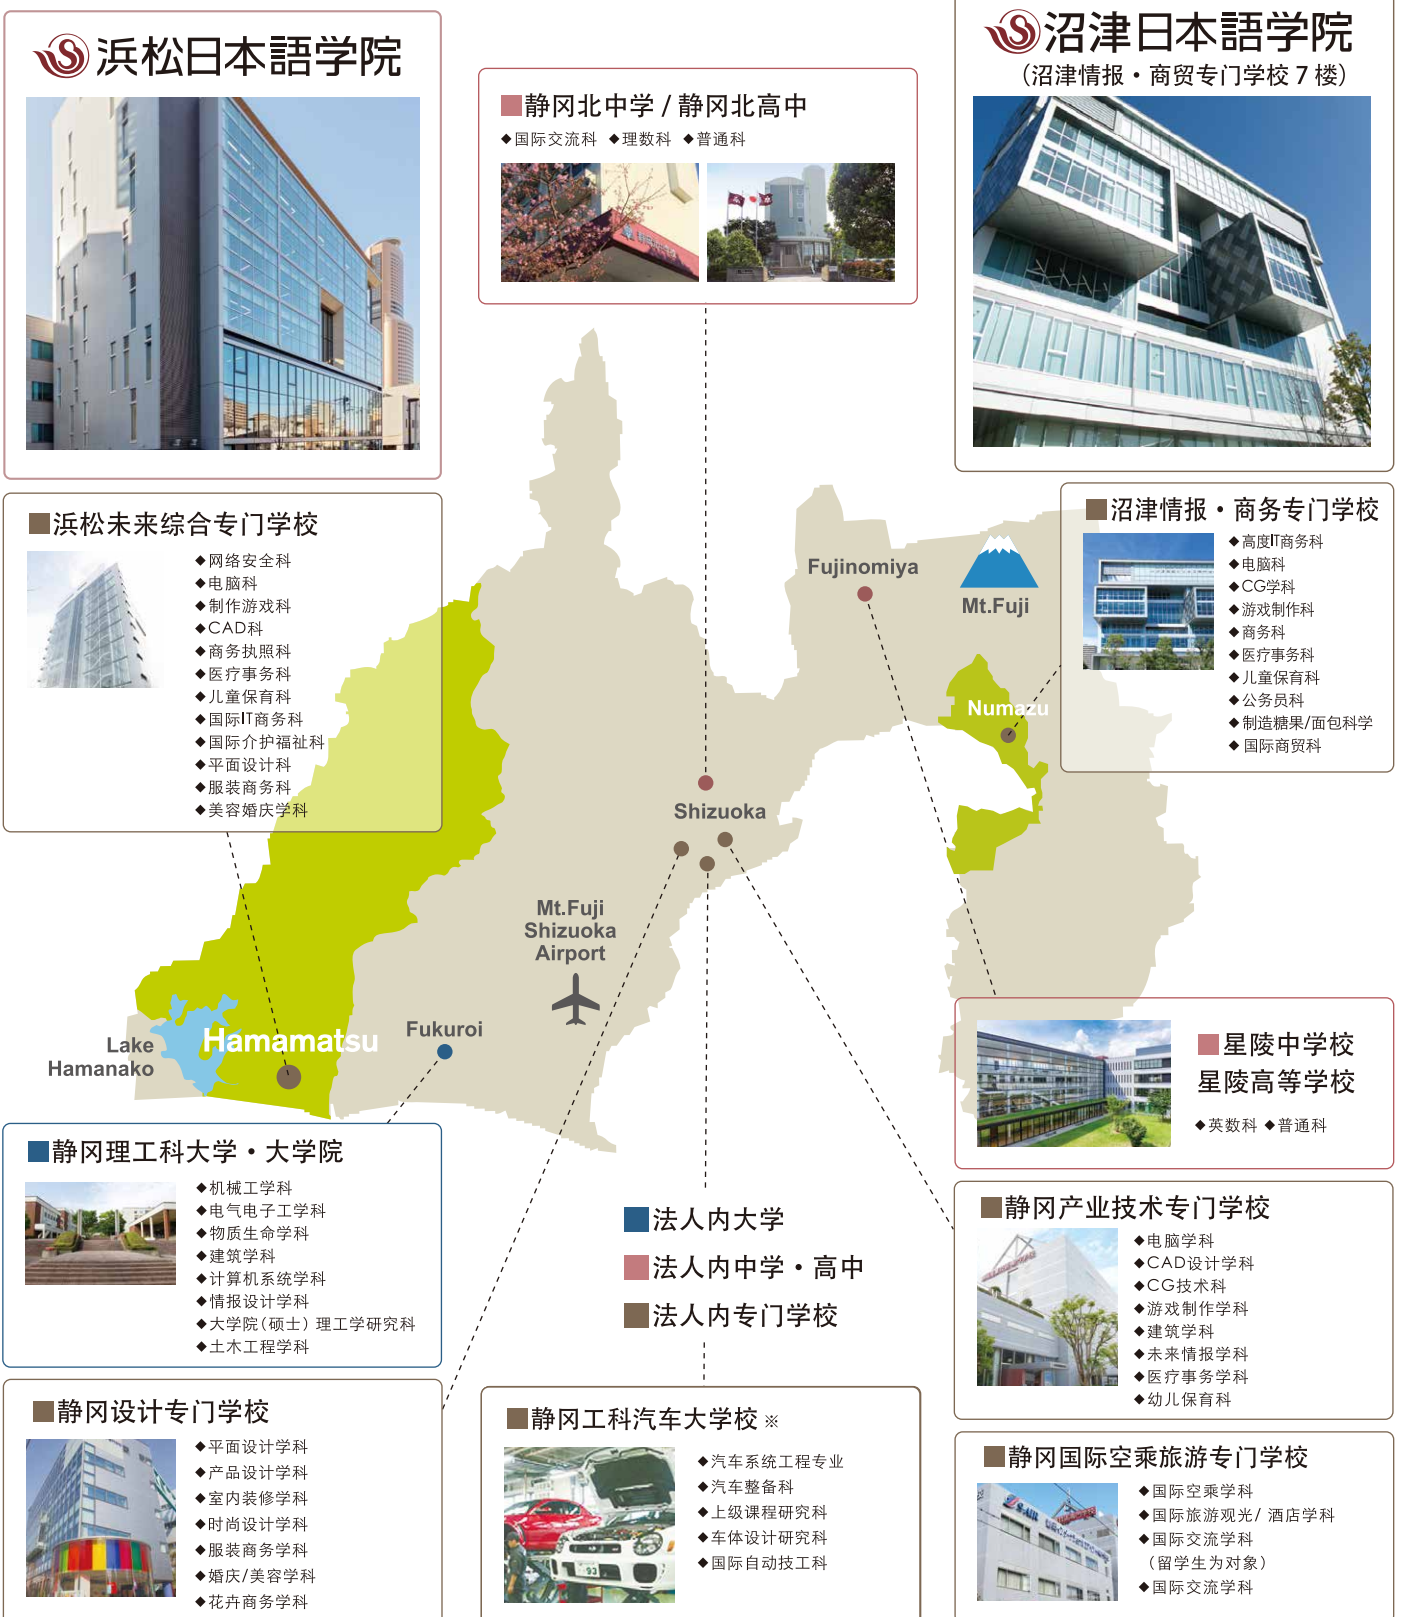 浜松日本語学院
沼津日本語学院
（沼津情报・商贸专门学校 7 楼）
■静冈北中学 / 静冈北高中
◆国际交流科 ◆理数科 ◆普通科
■浜松未来综合专门学校
◆网络安全科
◆电脑科
◆制作游戏科
◆CAD科
◆商务执照科
◆医疗事务科
◆儿童保育科
◆国际IT商务科
◆国际介护福祉科
◆平面设计科
◆服装商务科
◆美容婚庆学科
■沼津情报・商务专门学校
◆高度IT商务科
◆电脑科
◆CG学科
◆游戏制作科
◆商务科
◆医疗事务科
◆儿童保育科
◆公务员科
◆制造糖果/面包科学
◆国际商贸科
Fujinomiya
Mt.Fuji
Numazu
Shizuoka
Mt.Fuji
Shizuoka
Airport
Fukuroi
Hamamatsu
Lake
Hamanako
■星陵中学校
星陵高等学校
◆英数科 ◆普通科
■静冈理工科大学・大学院
◆机械工学科
◆电气电子工学科
◆物质生命学科
◆建筑学科
◆计算机系统学科
◆情报设计学科
◆大学院（硕士）理工学研究科
◆土木工程学科
■法人内大学
■法人内中学・高中
■法人内专门学校
■静冈产业技术专门学校
◆电脑学科
◆CAD设计学科
◆CG技术科
◆游戏制作学科
◆建筑学科
◆未来情报学科
◆医疗事务学科
◆幼儿保育科
■静冈设计专门学校
◆平面设计学科
◆产品设计学科
◆室内装修学科
◆时尚设计学科
◆服装商务学科
◆婚庆/美容学科
◆花卉商务学科
■静冈工科汽车大学校 ※
◆汽车系统工程专业
◆汽车整备科
◆上级课程研究科
◆车体设计研究科
◆国际自动技工科
■静冈国际空乘旅游专门学校
◆国际空乘学科
◆国际旅游观光/ 酒店学科
◆国际交流学科
（留学生为对象）
◆国际交流学科
S-AIR
93